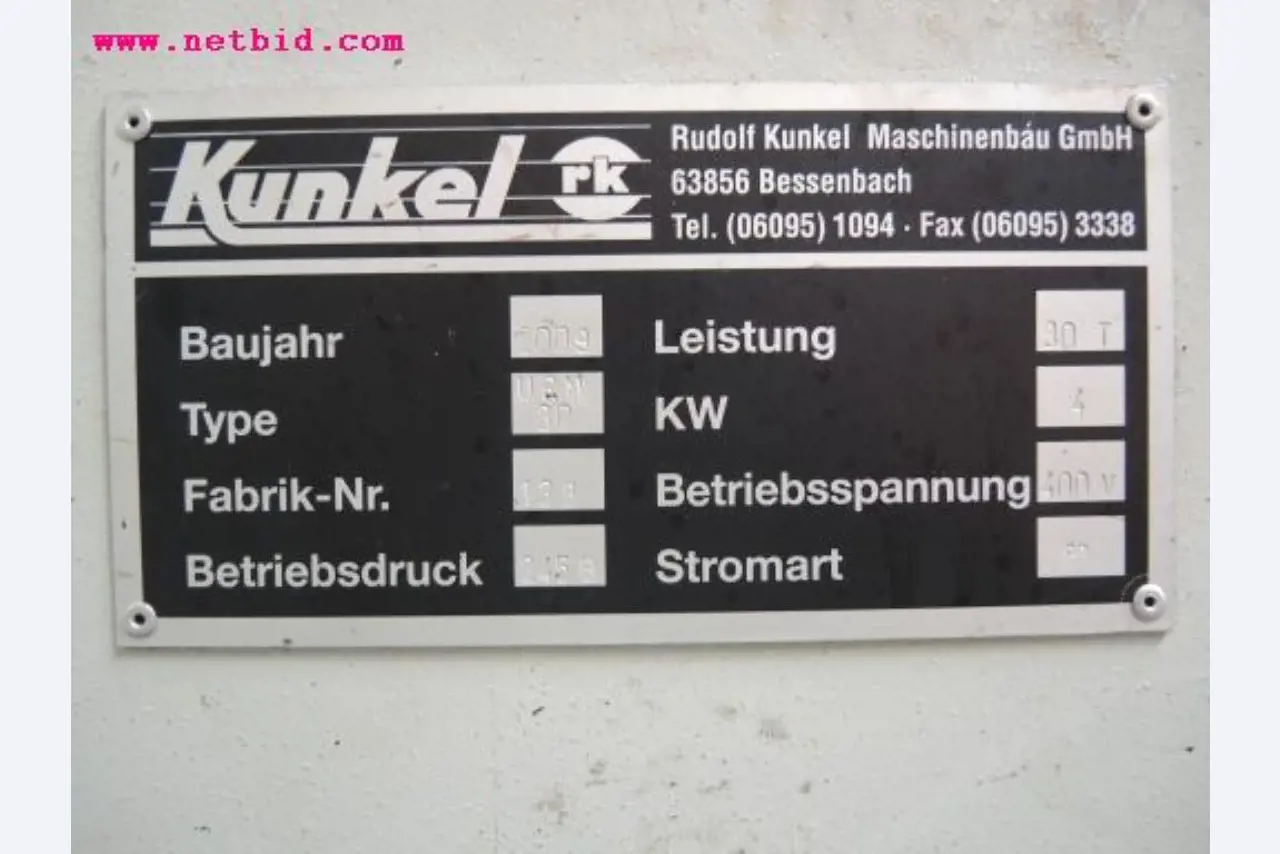 www.netbid.com
Kunkel rk
Rudolf Kunkel Maschinenbau GmbH
63856 Bessenbach
Tel. (06095) 1094 · Fax (06095) 3338
Baujahr 2009
Type
Fabrik-Nr.
Betriebsdruck
Leistung 30 T
KW 4
Betriebsspannung 400 V
Stromart